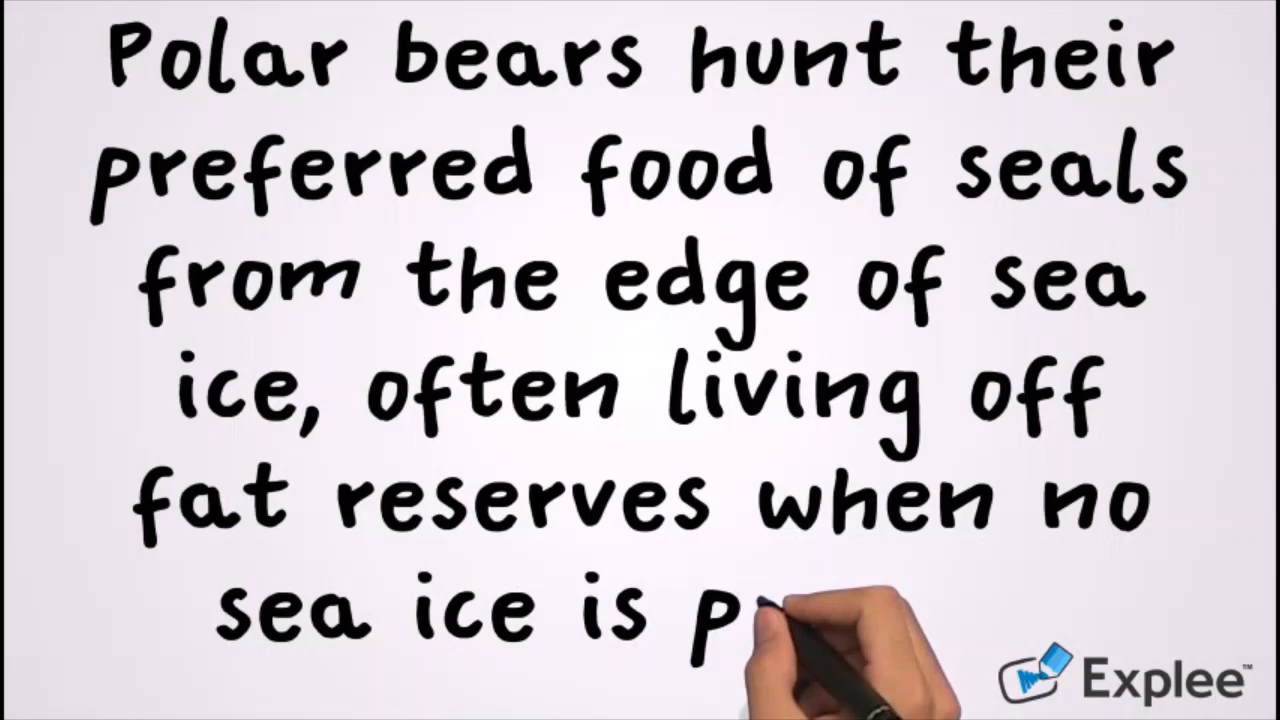 Polar bears hunt their
preferred food of seals
from the edge of sea
ice, often living off
fat reserves when no
sea ice is p
Explee™